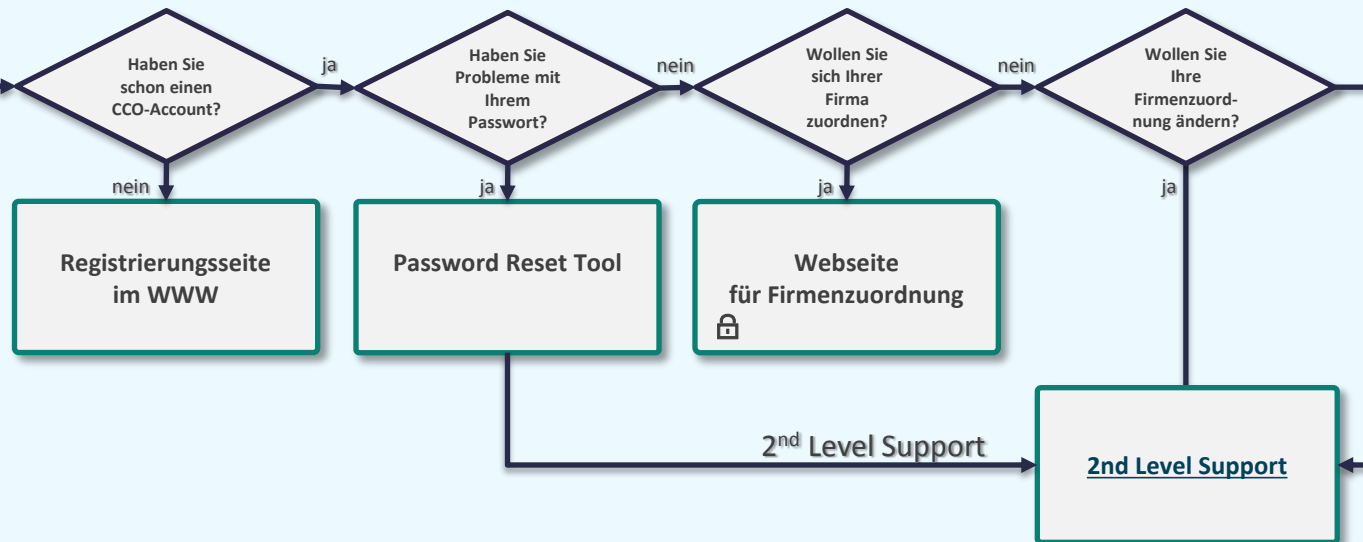 Haben Sie
schon einen
CCO-Account?
ja
Haben Sie
Probleme mit
Ihrem
Passwort?
nein
Wollen Sie
sich Ihrer
Firma
zuordnen?
nein
Wollen Sie
Ihre
Firmenzuord-
nung ändern?
nein
ja
ja
ja
Registrierungsseite
im WWW
Password Reset Tool
Webseite
für Firmenzuordnung
2nd Level Support
2nd Level Support